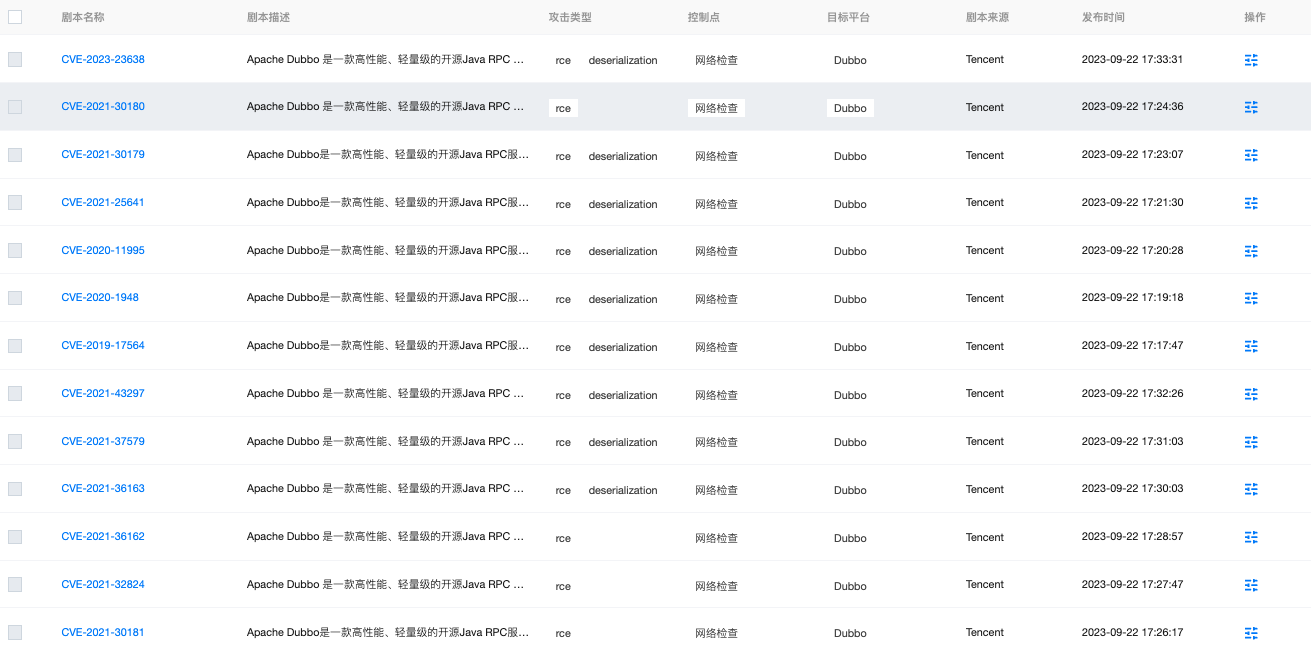 剧本名称 剧本描述 攻击类型 控制点 目标平台 剧本来源 发布时间 操作
CVE-2023-23638 Apache Dubbo 是一款高性能、轻量级的开源Java RPC ... rce deserialization 网络检查 Dubbo Tencent 2023-09-22 17:33:31
CVE-2021-30180 Apache Dubbo 是一款高性能、轻量级的开源Java RPC ... rce 网络检查 Dubbo Tencent 2023-09-22 17:24:36
CVE-2021-30179 Apache Dubbo是一款高性能、轻量级的开源Java RPC服... rce deserialization 网络检查 Dubbo Tencent 2023-09-22 17:23:07
CVE-2021-25641 Apache Dubbo是一款高性能、轻量级的开源Java RPC服... rce deserialization 网络检查 Dubbo Tencent 2023-09-22 17:21:30
CVE-2020-11995 Apache Dubbo是一款高性能、轻量级的开源Java RPC服... rce deserialization 网络检查 Dubbo Tencent 2023-09-22 17:20:28
CVE-2020-1948 Apache Dubbo是一款高性能、轻量级的开源Java RPC服... rce deserialization 网络检查 Dubbo Tencent 2023-09-22 17:19:18
CVE-2019-17564 Apache Dubbo是一款高性能、轻量级的开源Java RPC服... rce deserialization 网络检查 Dubbo Tencent 2023-09-22 17:17:47
CVE-2021-43297 Apache Dubbo 是一款高性能、轻量级的开源Java RPC ... rce deserialization 网络检查 Dubbo Tencent 2023-09-22 17:32:26
CVE-2021-37579 Apache Dubbo 是一款高性能、轻量级的开源Java RPC ... rce deserialization 网络检查 Dubbo Tencent 2023-09-22 17:31:03
CVE-2021-36163 Apache Dubbo 是一款高性能、轻量级的开源Java RPC ... rce deserialization 网络检查 Dubbo Tencent 2023-09-22 17:30:03
CVE-2021-36162 Apache Dubbo 是一款高性能、轻量级的开源Java RPC ... rce 网络检查 Dubbo Tencent 2023-09-22 17:28:57
CVE-2021-32824 Apache Dubbo 是一款高性能、轻量级的开源Java RPC ... rce 网络检查 Dubbo Tencent 2023-09-22 17:27:47
CVE-2021-30181 Apache Dubbo是一款高性能、轻量级的开源Java RPC服... rce 网络检查 Dubbo Tencent 2023-09-22 17:26:17